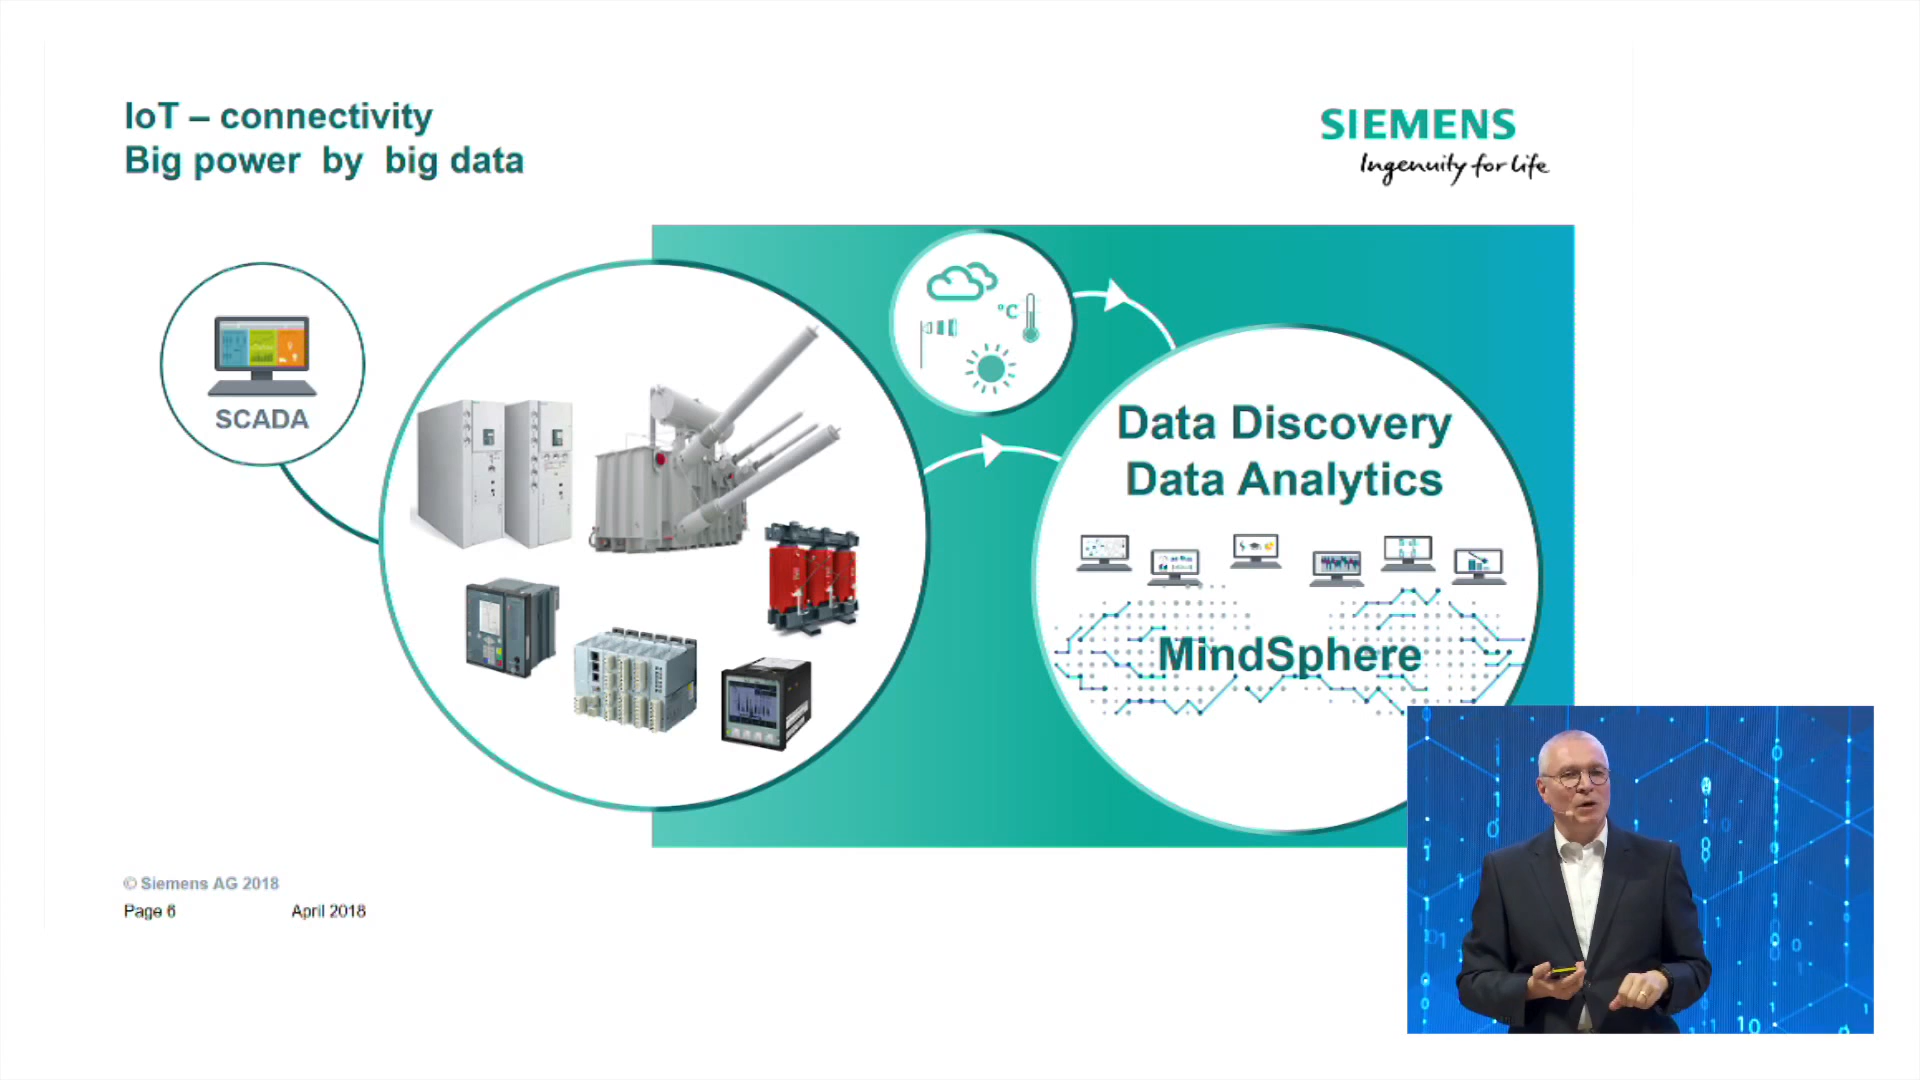 IoT – connectivity
Big power by big data
SIEMENS
Ingenuity for life
SCADA
°C
Data Discovery
Data Analytics
MindSphere
© Siemens AG 2018
Page 6 April 2018